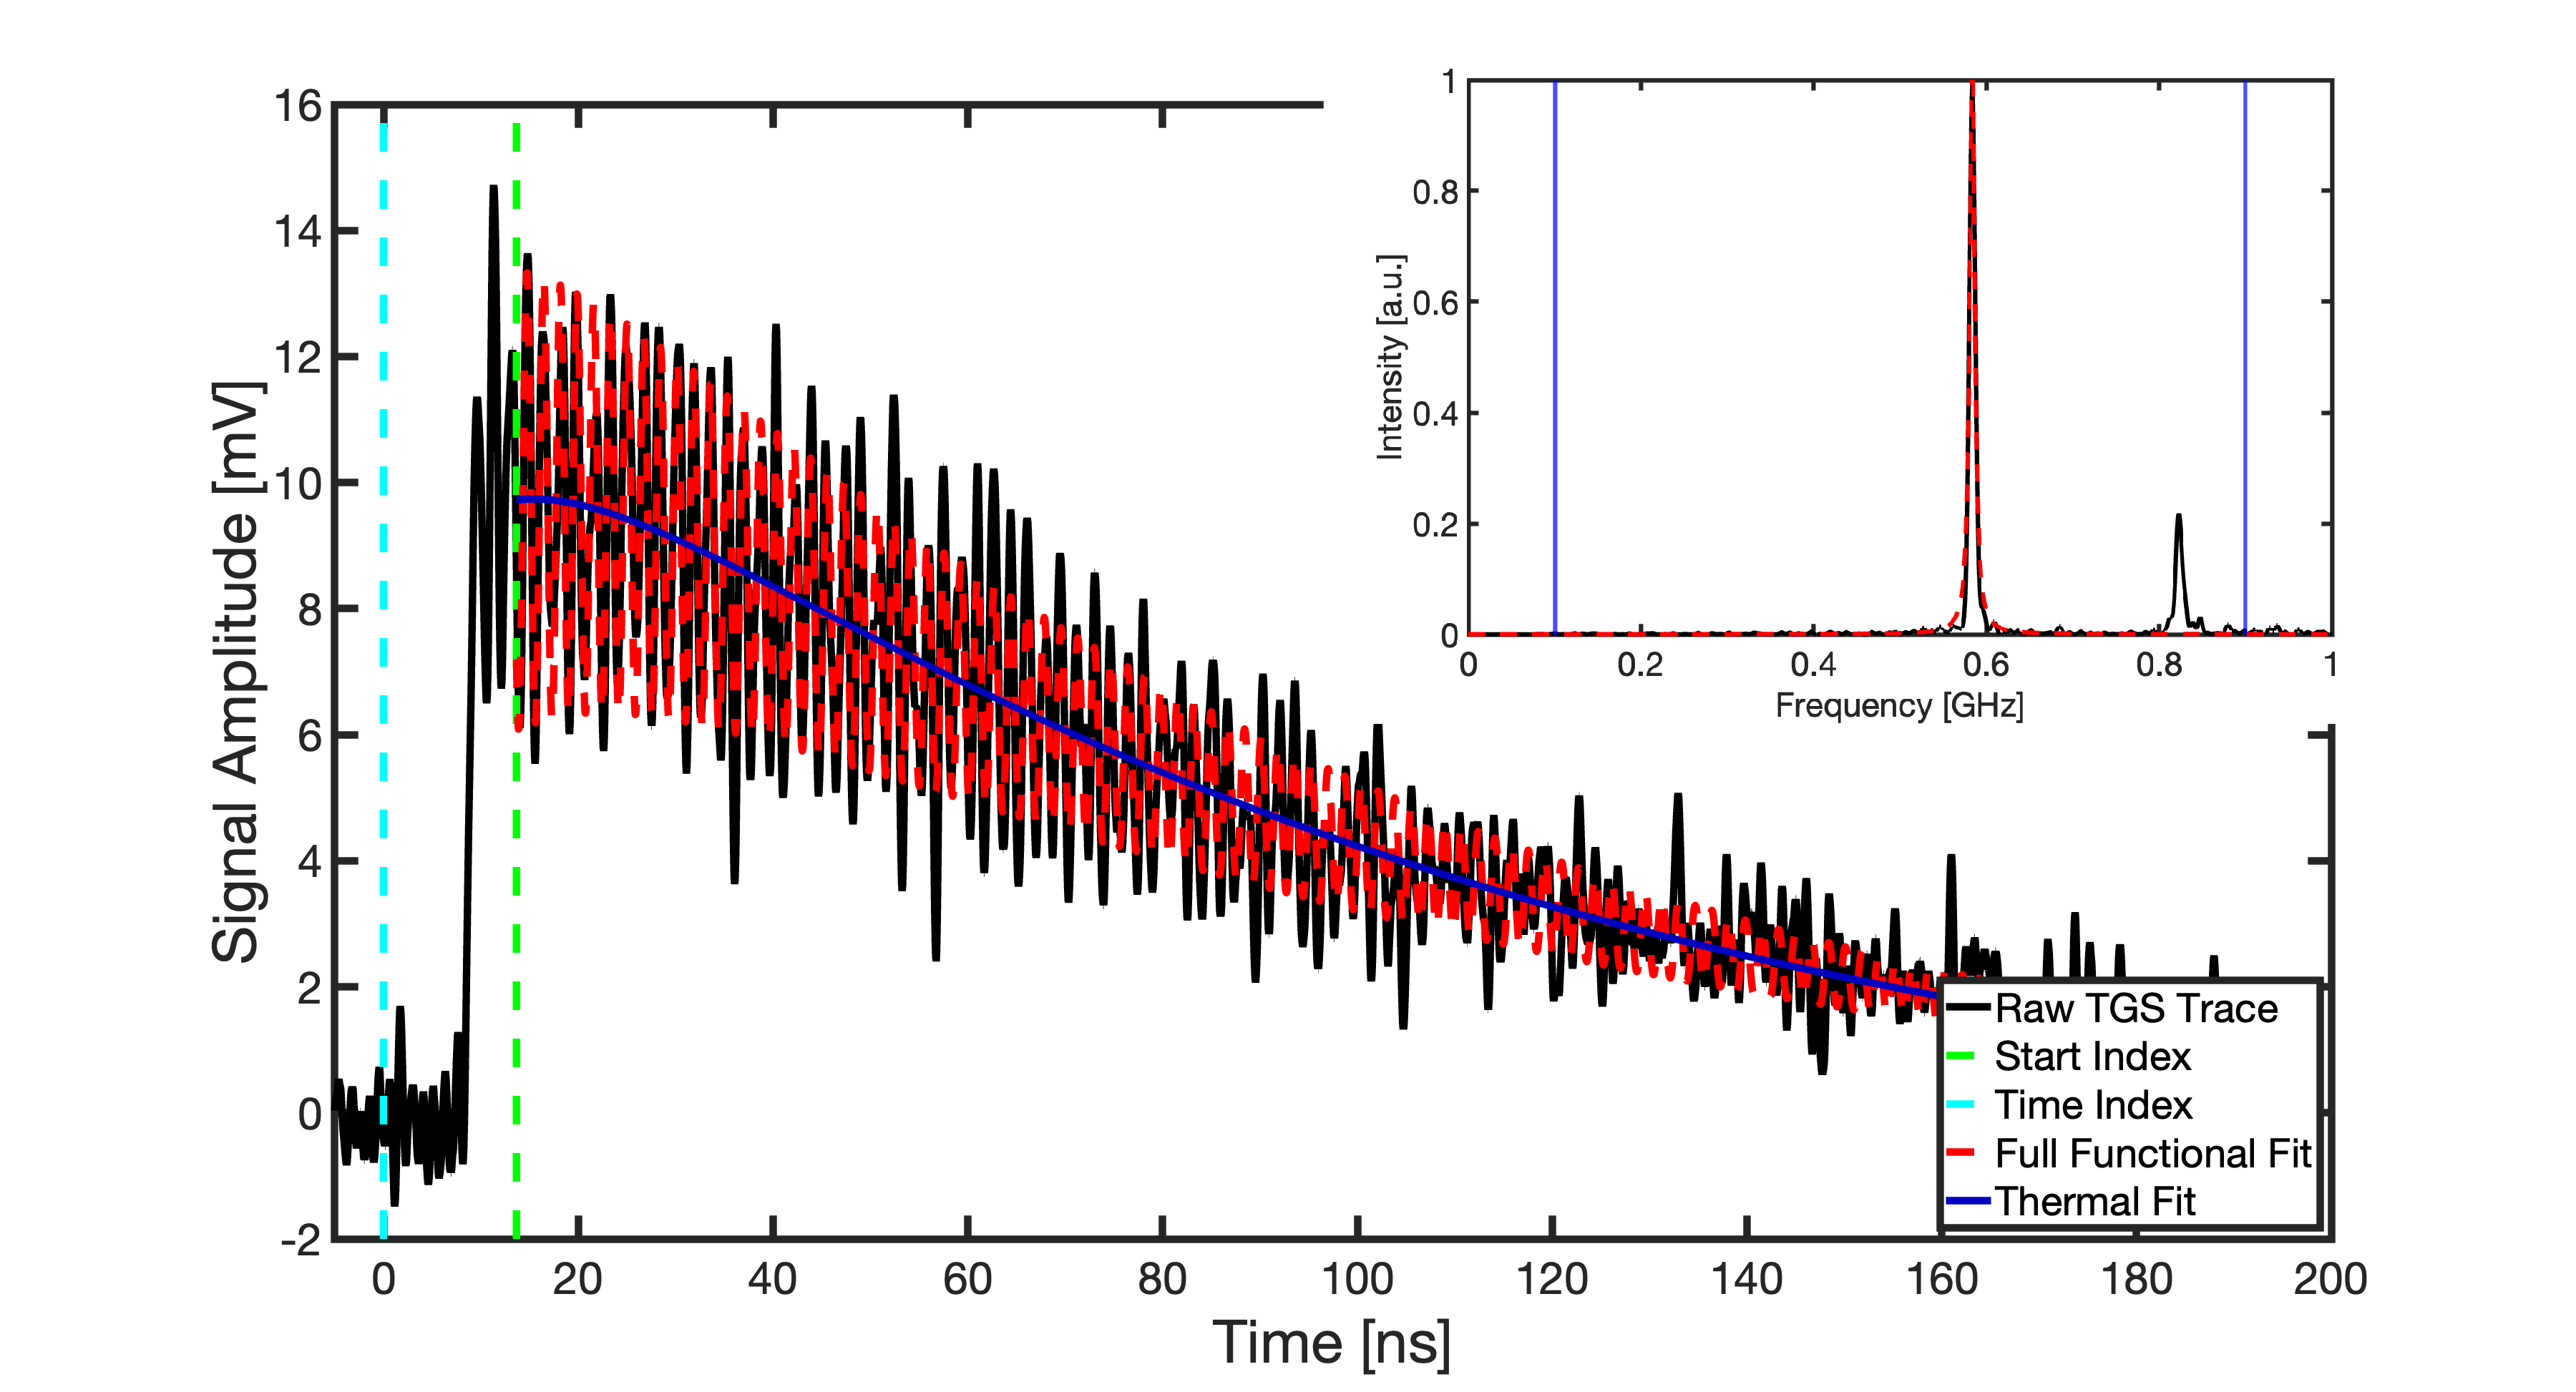 16
14
12
10
8
6
4
2
0
-2
Signal Amplitude [mV]
0 20 40 60 80 100 120 140 160 180 200
Time [ns]
1
0.8
0.6
0.4
0.2
0
Intensity [a.u.]
0 0.2 0.4 0.6 0.8 1
Frequency [GHz]
Raw TGS Trace
Start Index
Time Index
Full Functional Fit
Thermal Fit